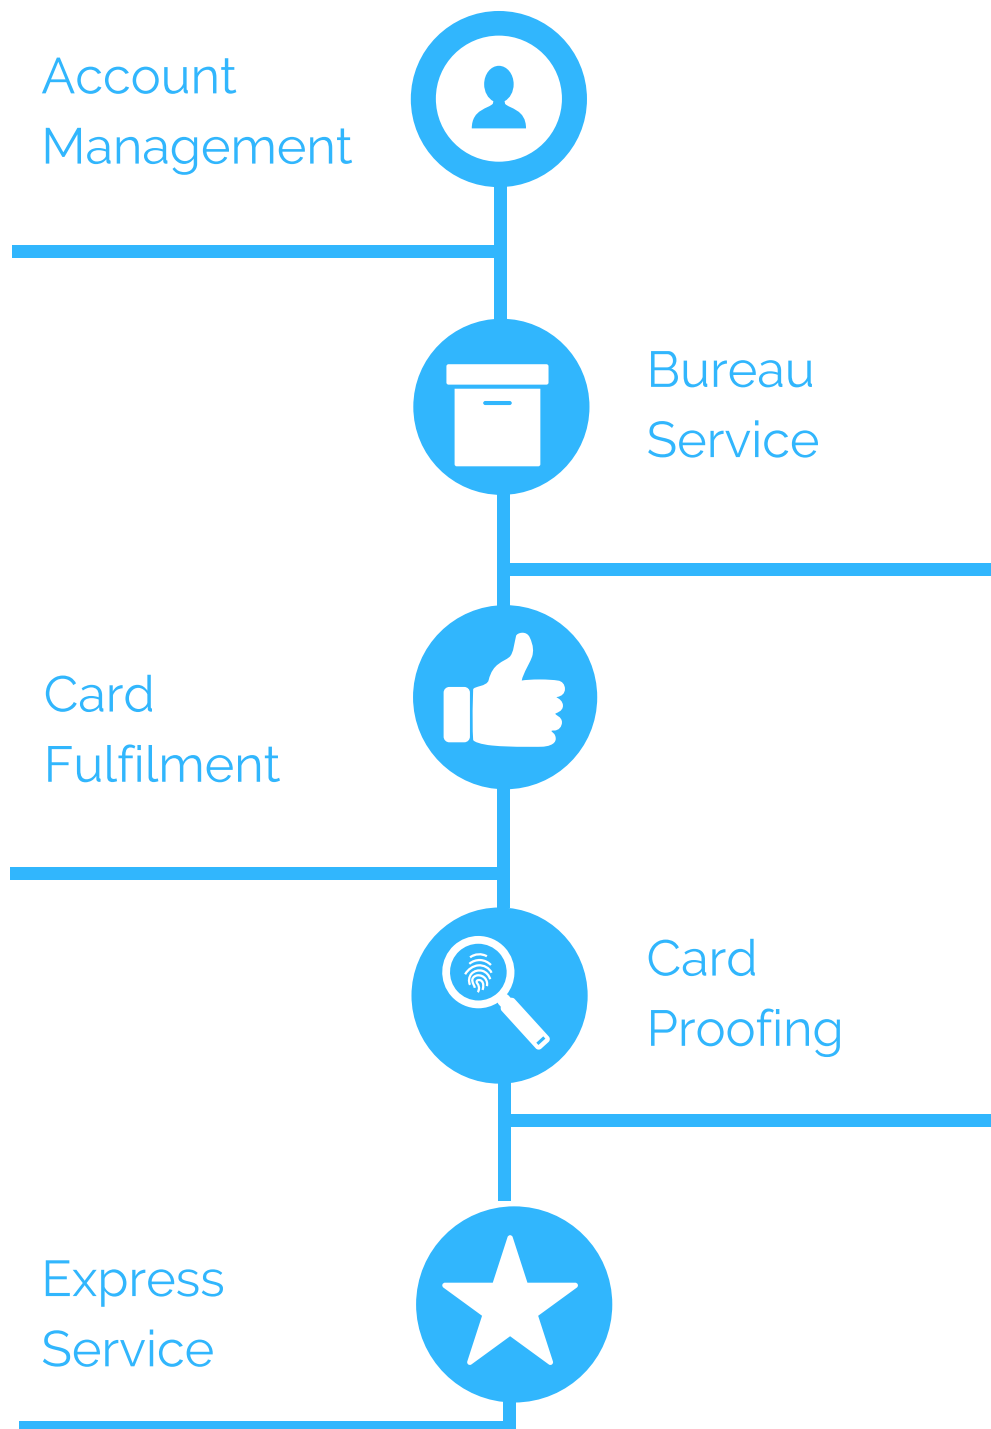 Account
Management
Bureau
Service
Card
Fulfilment
Card
Proofing
Express
Service